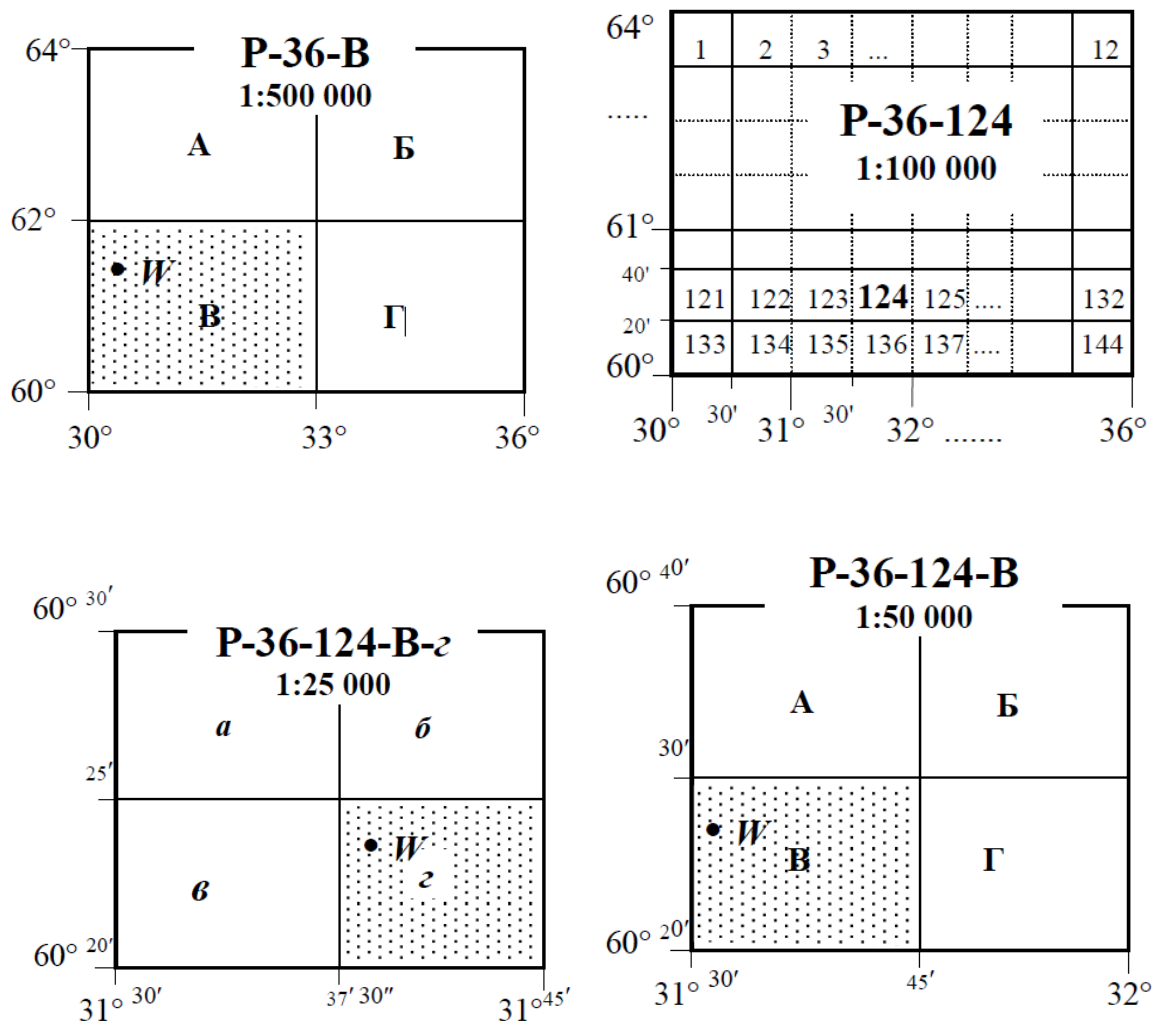 64°
P-36-В
1:500 000
А
Б
62°
W
В
Г
60°
30°
33°
36°
64°
1
2
3
...
12
.....
P-36-124
1:100 000
61°
40'
121
122
123
124
125
....
132
20'
133
134
135
136
137
....
144
60°
30°
30'
31°
30'
32°
.......
36°
60° 30′
P-36-124-В-г
1:25 000
а
б
25′
W
г
в
60° 20′
31° 30′
37′ 30″
31° 45′
60° 40′
P-36-124-В
1:50 000
А
Б
30′
W
В
Г
60° 20′
31° 30′
45′
32°